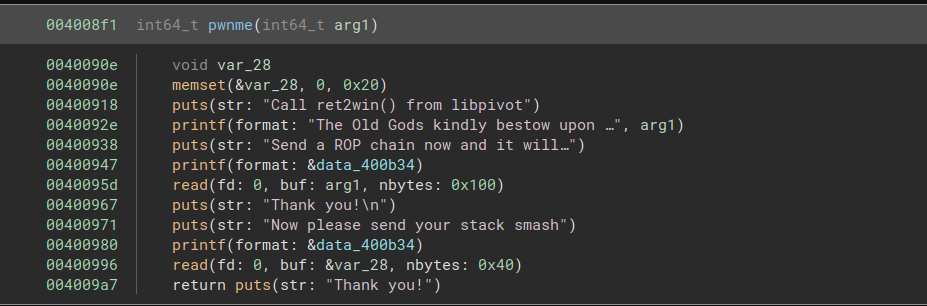 004008f1 int64_t pwnme(int64_t arg1)
0040090e void var_28
0040090e memset(&var_28, 0, 0x20)
00400918 puts(str: "Call ret2win() from libpivot")
0040092e printf(format: "The Old Gods kindly bestow upon …", arg1)
00400938 puts(str: "Send a ROP chain now and it will…")
00400947 printf(format: &data_400b34)
0040095d read(fd: 0, buf: arg1, nbytes: 0x100)
00400967 puts(str: "Thank you!\n")
00400971 puts(str: "Now please send your stack smash")
00400980 printf(format: &data_400b34)
00400996 read(fd: 0, buf: &var_28, nbytes: 0x40)
004009a7 return puts(str: "Thank you!")